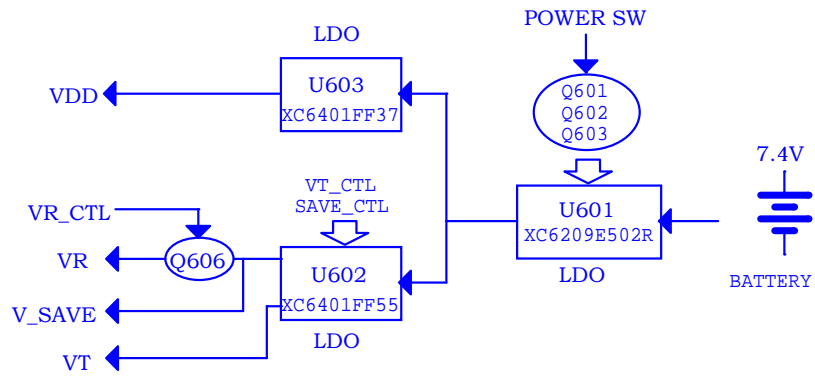 POWER SW
LDO
U603
XC6401FF37
VDD
Q601
Q602
Q603
7.4V
VT_CTL
SAVE_CTL
VR_CTL
U601
XC6209E502R
VR
Q606
U602
XC6401FF55
LDO
BATTERY
V_SAVE
LDO
VT